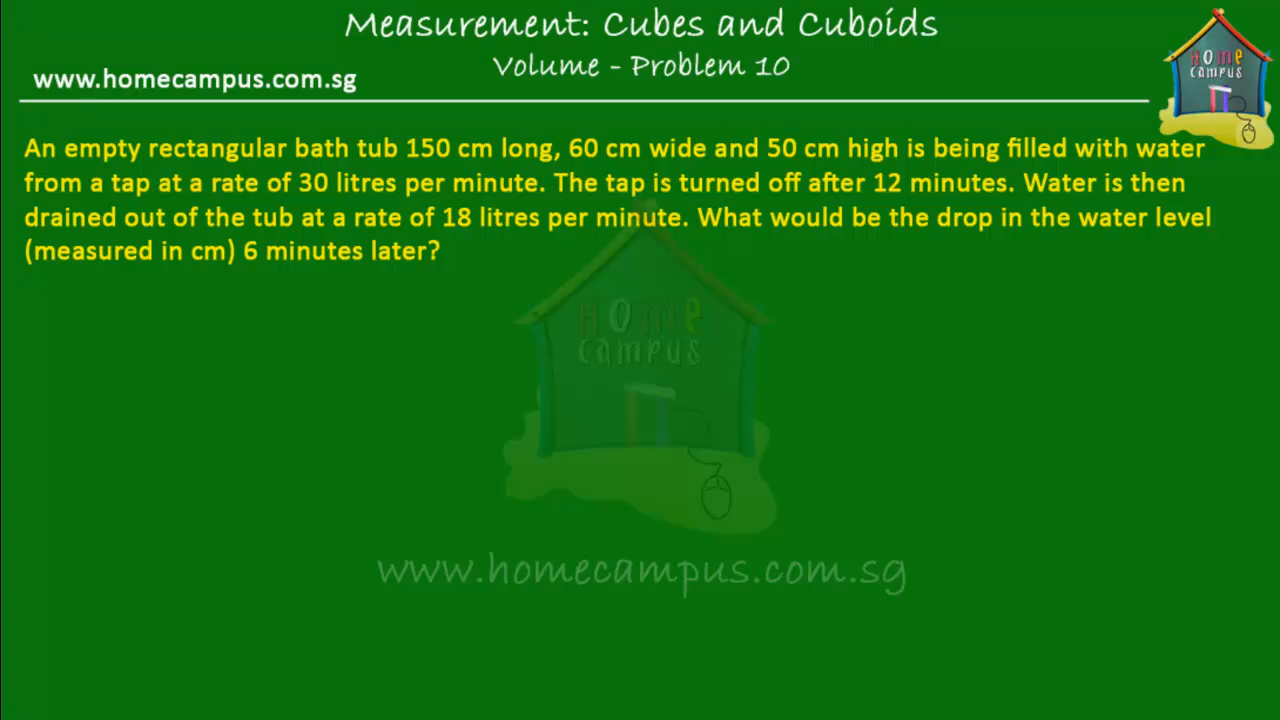 Measurement: Cubes and Cuboids
Volume - Problem 10
www.homecampus.com.sg
HOME
campus
An empty rectangular bath tub 150 cm long, 60 cm wide and 50 cm high is being filled with water
from a tap at a rate of 30 litres per minute. The tap is turned off after 12 minutes. Water is then
drained out of the tub at a rate of 18 litres per minute. What would be the drop in the water level
(measured in cm) 6 minutes later?
HOME
campus
www.homecampus.com.sg